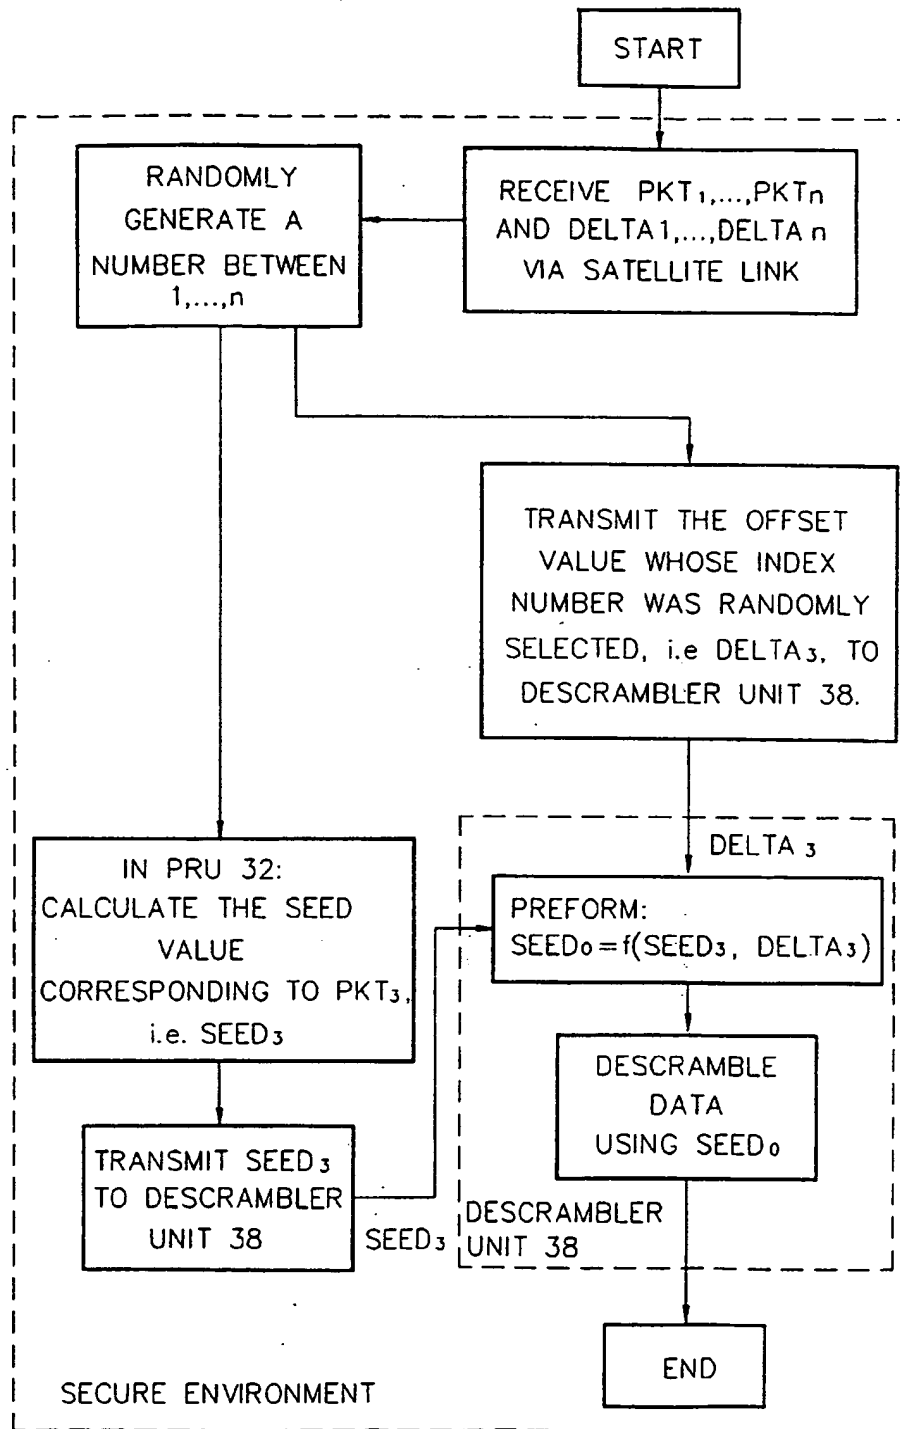 START
RECEIVE PKT₁,...,PKTn
AND DELTA1,...,DELTA n
VIA SATELLITE LINK
RANDOMLY
GENERATE A
NUMBER BETWEEN
1,...,n
TRANSMIT THE OFFSET
VALUE WHOSE INDEX
NUMBER WAS RANDOMLY
SELECTED, i.e DELTA₃, TO
DESCRAMBLER UNIT 38.
IN PRU 32:
CALCULATE THE SEED
VALUE
CORRESPONDING TO PKT₃,
i.e. SEED₃
TRANSMIT SEED₃
TO DESCRAMBLER
UNIT 38
SEED₃
DELTA ₃
PREFORM:
SEED₀=f(SEED₃, DELTA₃)
DESCRAMBLE
DATA
USING SEED₀
DESCRAMBLER
UNIT 38
END
SECURE ENVIRONMENT